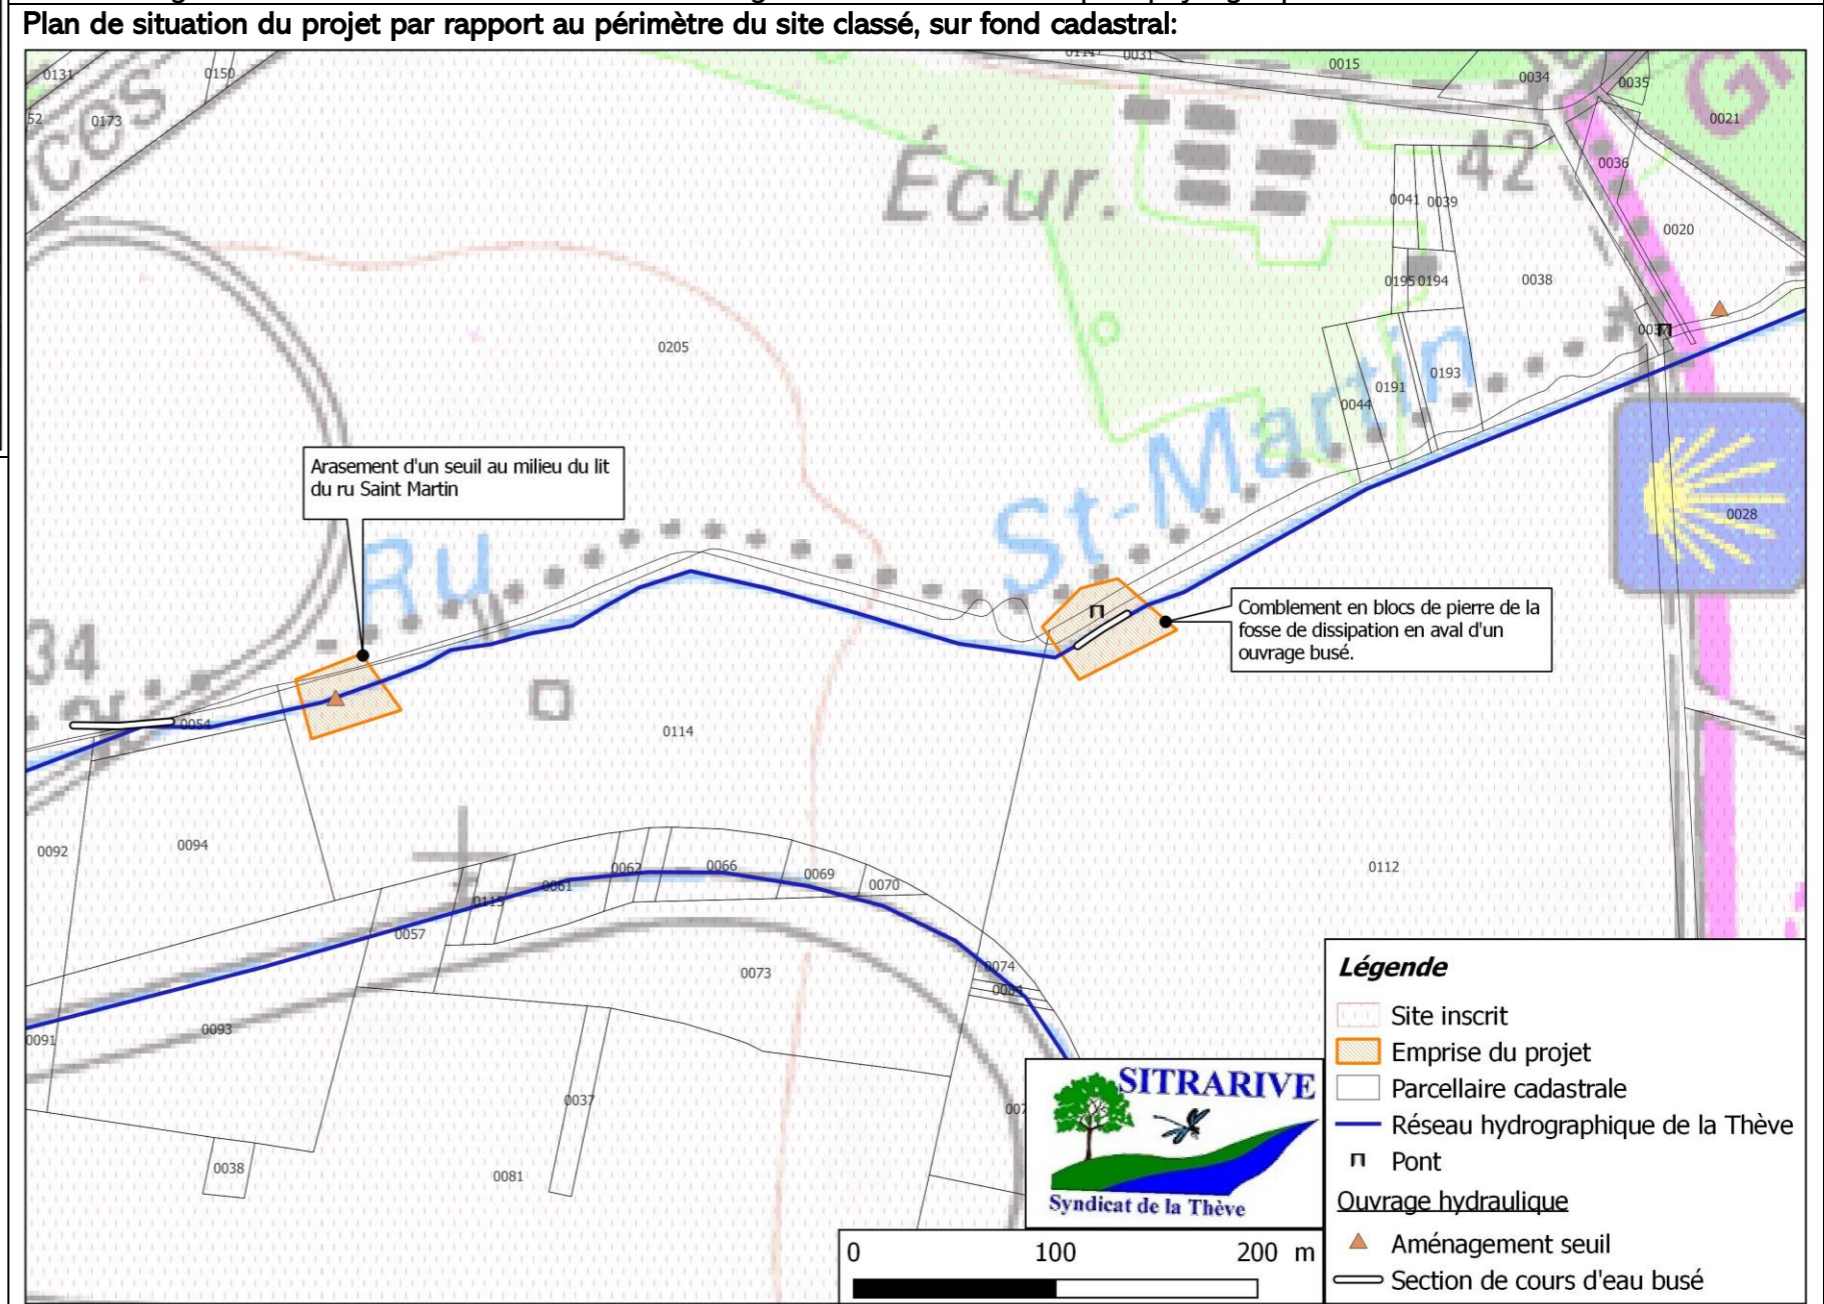 Plan de situation du projet par rapport au périmètre du site classé, sur fond cadastral:
0131
0150
0031
0015
0034
0035
52
0173
0021
ces
Écur.
42
0036
0041
0039
0020
0195
0194
0038
0205
0191
0193
0044
Ru St-Martin
0028
Arasement d'un seuil au milieu du lit
du ru Saint Martin
Comblement en blocs de pierre de la
fosse de dissipation en aval d'un
ouvrage busé.
34
0054
0114
0092
0094
0112
0061
0062
0066
0069
0070
0115
0057
0073
0074
0091
0093
0037
0038
0081
SITRARIVE
Syndicat de la Thève
0 100 200 m
Légende
Site inscrit
Emprise du projet
Parcellaire cadastrale
Réseau hydrographique de la Thève
Pont
Ouvrage hydraulique
Aménagement seuil
Section de cours d'eau busé